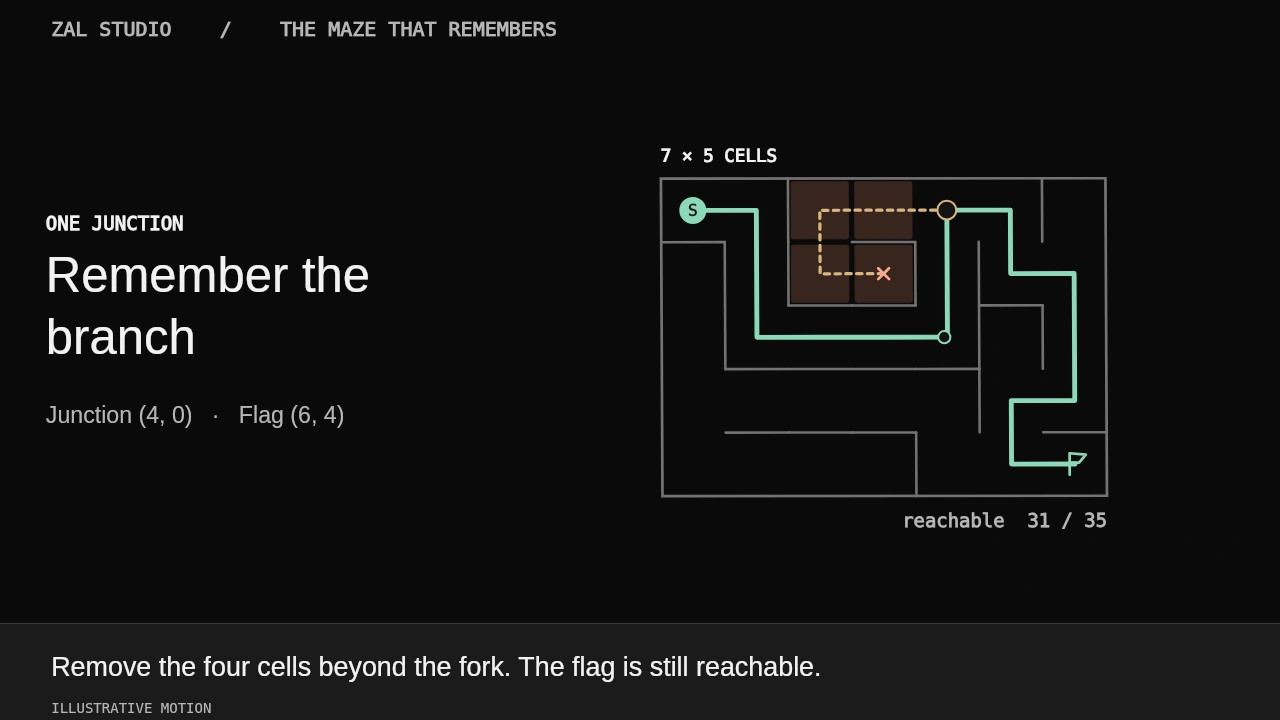 ZAL STUDIO / THE MAZE THAT REMEMBERS
7 × 5 CELLS
S
ONE JUNCTION
Remember the
branch
Junction (4, 0) · Flag (6, 4)
reachable 31 / 35
Remove the four cells beyond the fork. The flag is still reachable.
ILLUSTRATIVE MOTION